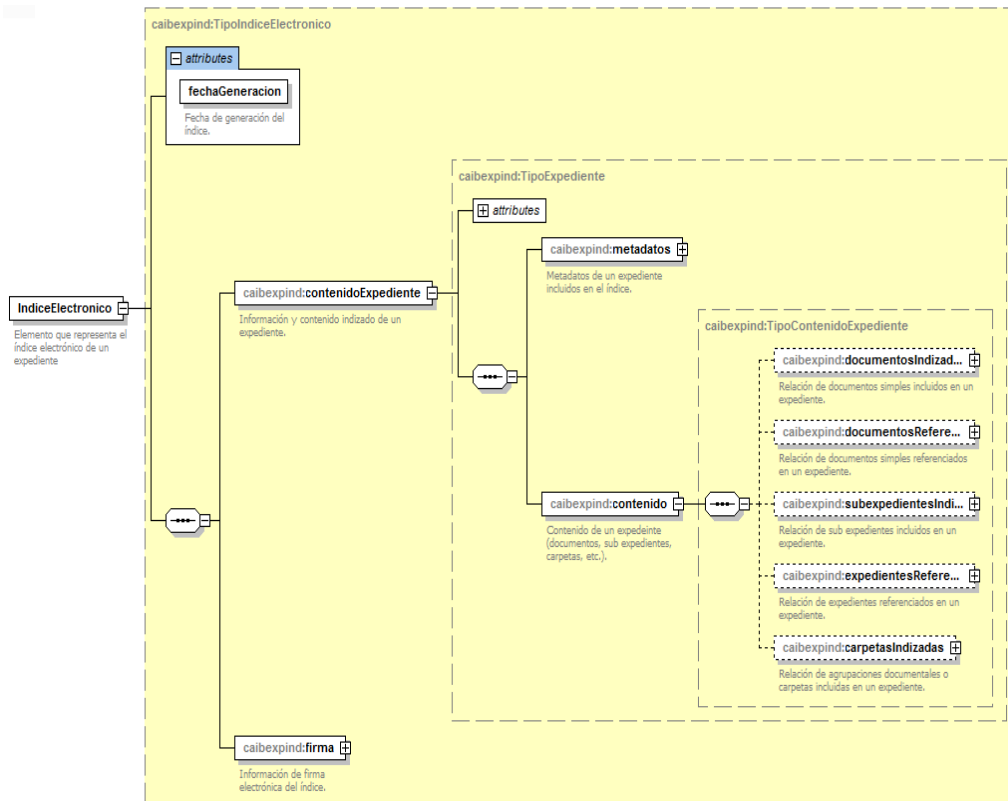 caibexpind:TipoIndiceElectronico
attributes
fechaGeneracion
Fecha de generación del
índice.
caibexpind:TipoExpediente
attributes
caibexpind:metadatos
Metadatos de un expediente
incluidos en el índice.
caibexpind:contenidoExpediente
Información y contenido indizado de un
expediente.
IndiceElectronico
Elemento que representa el
índice electrónico de un
expediente
caibexpind:TipoContenidoExpediente
caibexpind:documentosIndizad...
Relación de documentos simples incluidos en un
expediente.
caibexpind:documentosRefere...
Relación de documentos simples referenciados
en un expediente.
caibexpind:contenido
Contenido de un expedeinte
(documentos, sub expedientes,
carpetas, etc.).
caibexpind:subexpedientesIndi...
Relación de sub expedientes incluidos en un
expediente.
caibexpind:expedientesRefere...
Relación de expedientes referenciados en un
expediente.
caibexpind:carpetasIndizadas
Relación de agrupaciones documentales o
carpetas incluidas en un expediente.
caibexpind:firma
Información de firma
electrónica del índice.